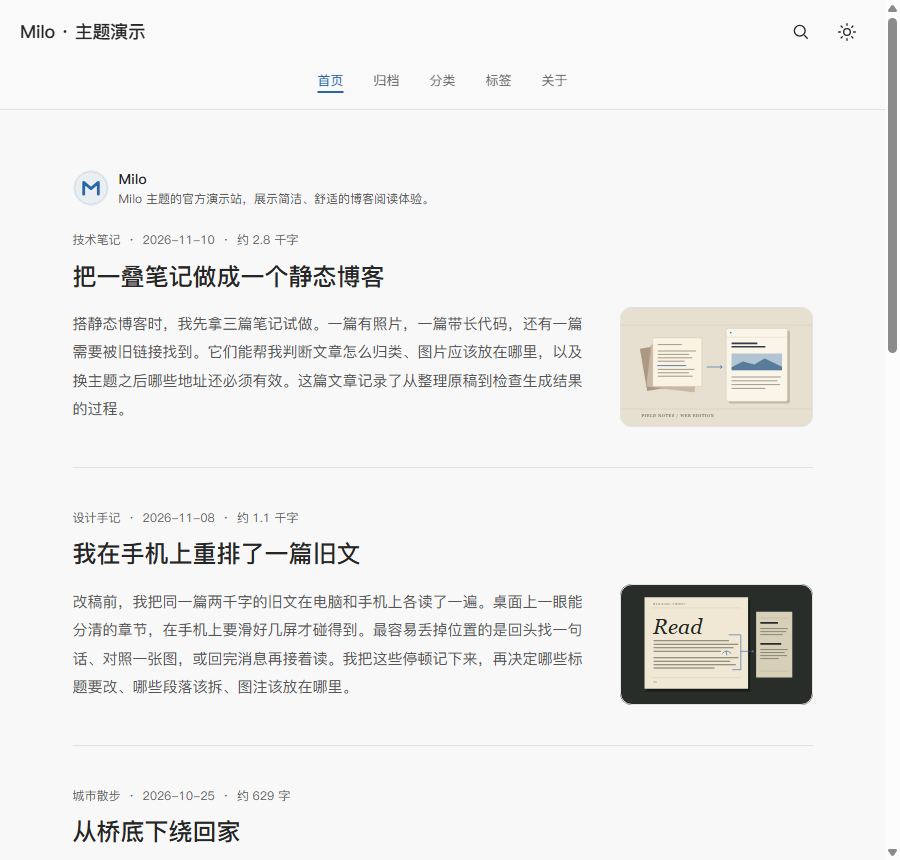 Milo · 主题演示
首页 归档 分类 标签 关于
Milo
Milo 主题的官方演示站，展示简洁、舒适的博客阅读体验。
技术笔记 · 2026-11-10 · 约 2.8 千字
把一叠笔记做成一个静态博客
搭静态博客时，我先拿三篇笔记试做。一篇有照片，一篇带长代码，还有一篇
需要被旧链接找到。它们能帮我判断文章怎么归类、图片应该放在哪里，以及
换主题之后哪些地址还必须有效。这篇文章记录了从整理原稿到检查生成结果
的过程。
FIELD NOTES / WEB EDITION
设计手记 · 2026-11-08 · 约 1.1 千字
我在手机上重排了一篇旧文
改稿前，我把同一篇两千字的旧文在电脑和手机上各读了一遍。桌面上一眼能
分清的章节，在手机上要滑好几屏才碰得到。最容易丢掉位置的是回头找一句
话、对照一张图，或回完消息再接着读。我把这些停顿记下来，再决定哪些标
题要改、哪些段落该拆、图注该放在哪里。
Read
城市散步 · 2026-10-25 · 约 629 字
从桥底下绕回家